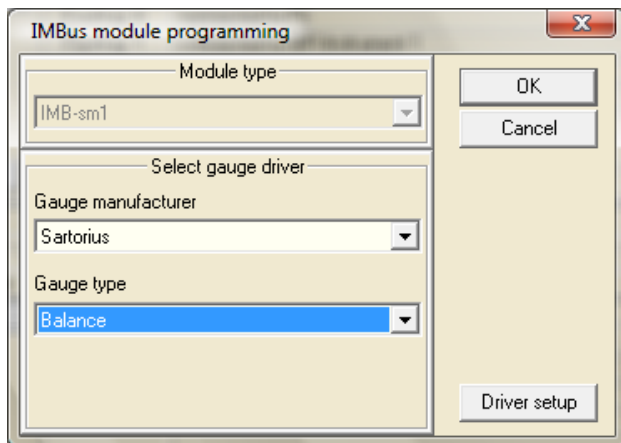 IMBus module programming
Module type
IMB-sm1
OK
Cancel
Select gauge driver
Gauge manufacturer
Sartorius
Gauge type
Balance
Driver setup